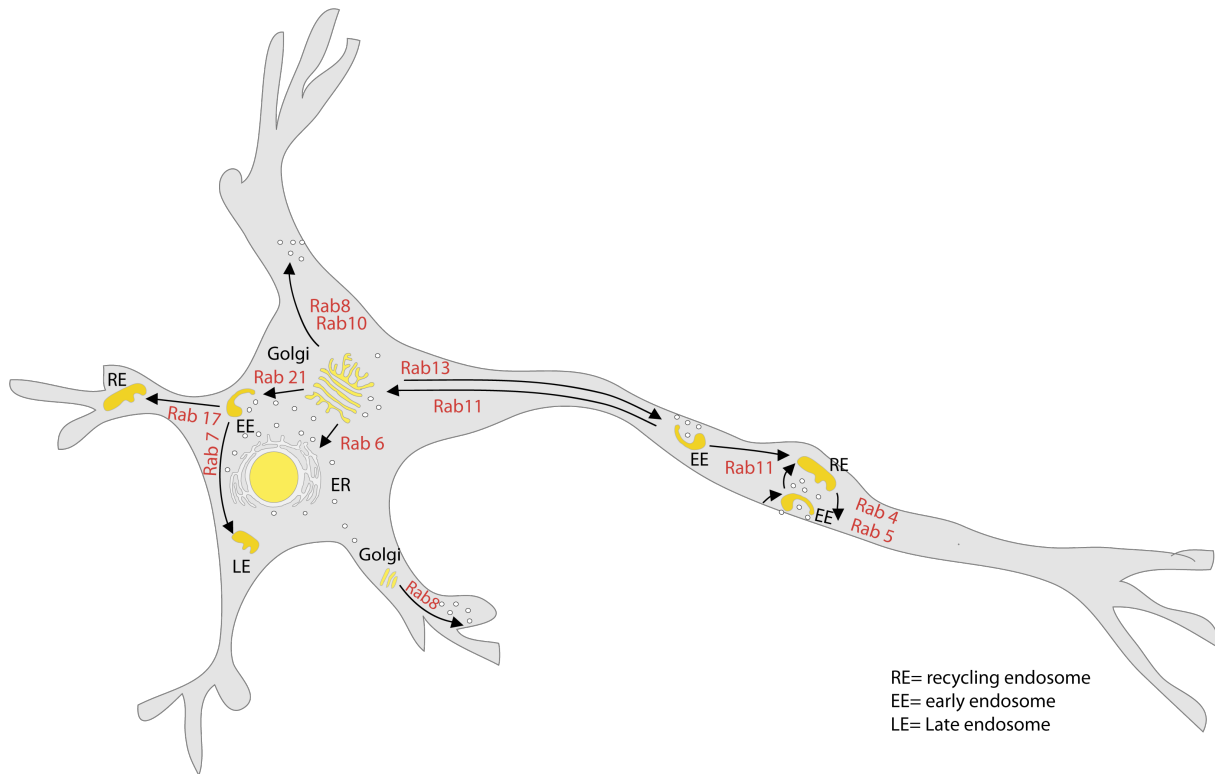 Rab8
Rab10
Golgi
RE
Rab 21
Rab13
Rab11
Rab 17
EE
Rab 7
Rab 6
ER
EE
Rab11
RE
EE
Rab 4
Rab 5
LE
Golgi
Rab8
RE= recycling endosome
EE= early endosome
LE= Late endosome